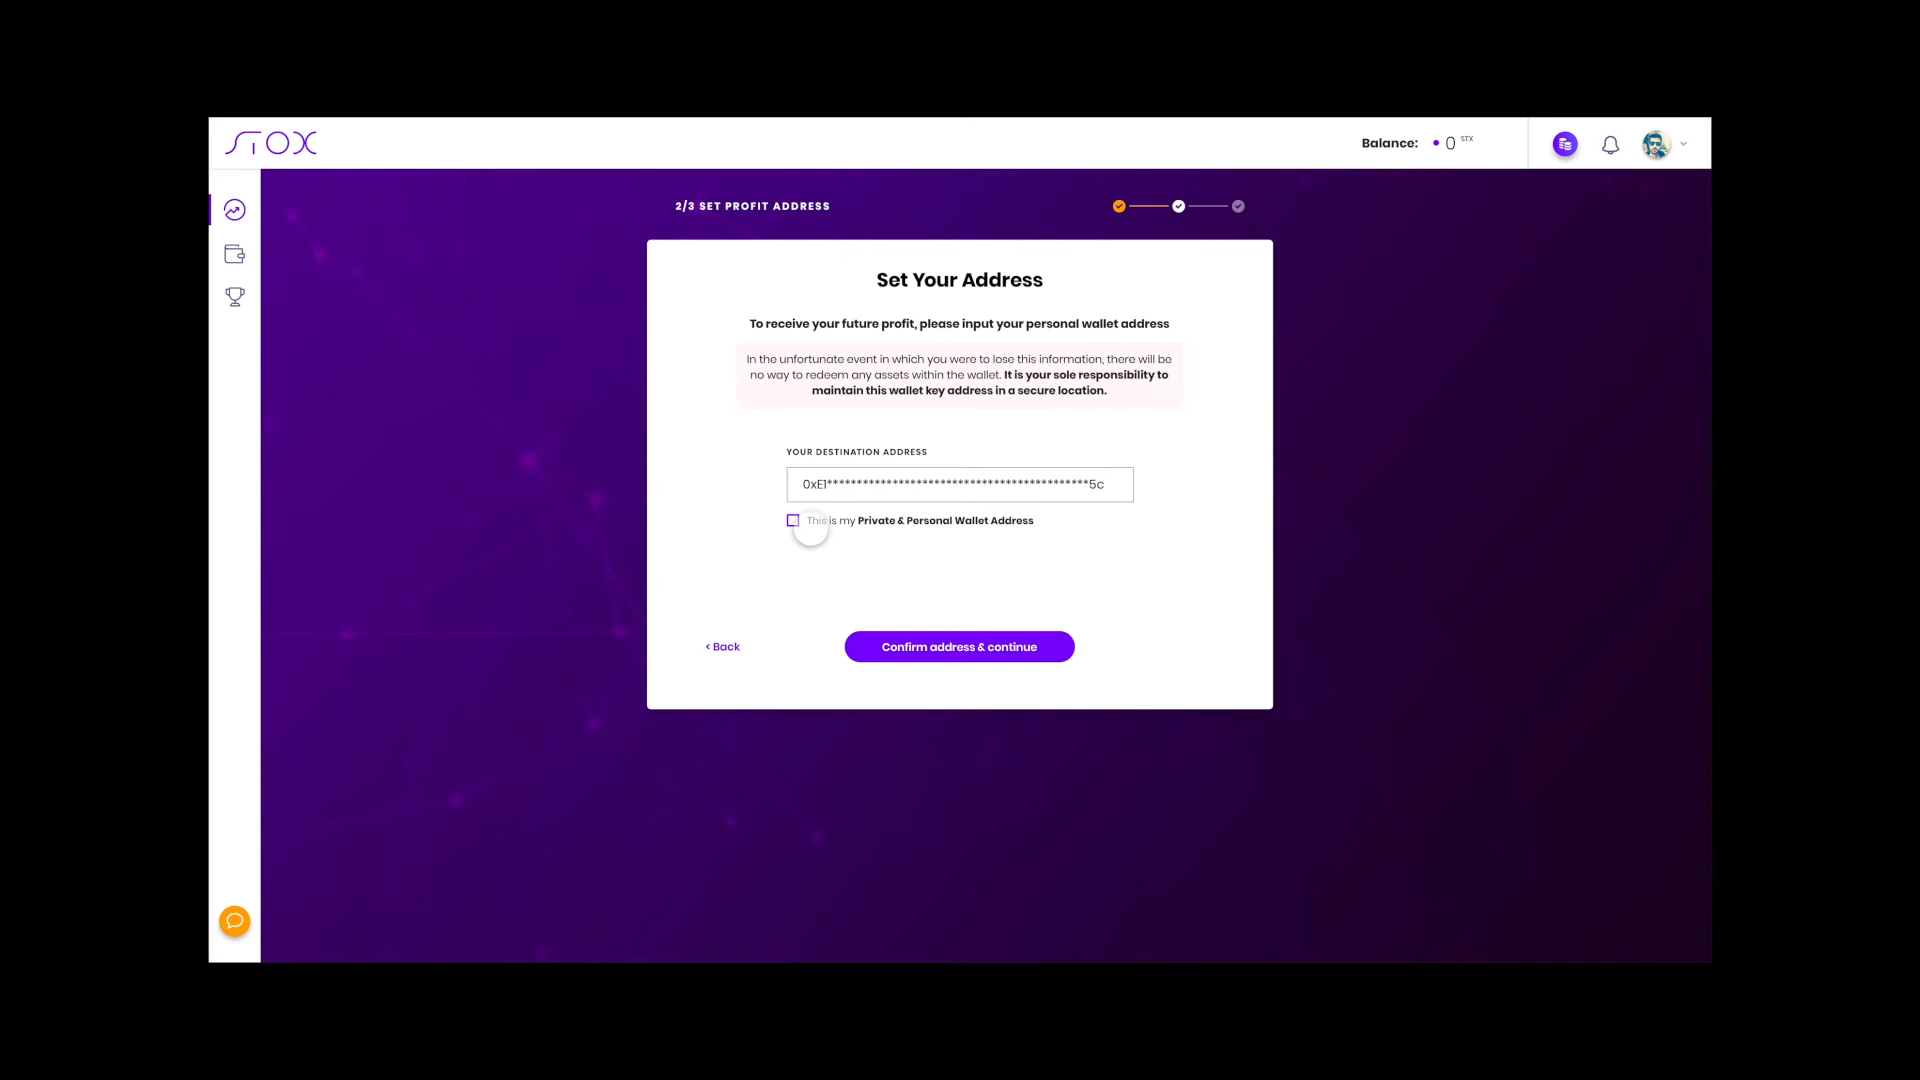 STOX
Balance: 0 STX
2/3 SET PROFIT ADDRESS
Set Your Address
To receive your future profit, please input your personal wallet address
In the unfortunate event in which you were to lose this information, there will be
no way to redeem any assets within the wallet. It is your sole responsibility to
maintain this wallet key address in a secure location.
YOUR DESTINATION ADDRESS
0xE1********************************************5c
This is my Private & Personal Wallet Address
< Back
Confirm address & continue